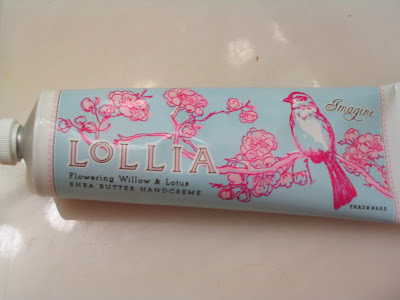 Imagine
LOLLIA
Flowering Willow & Lotus
SHEA BUTTER HANDCREME
TRADEMARK